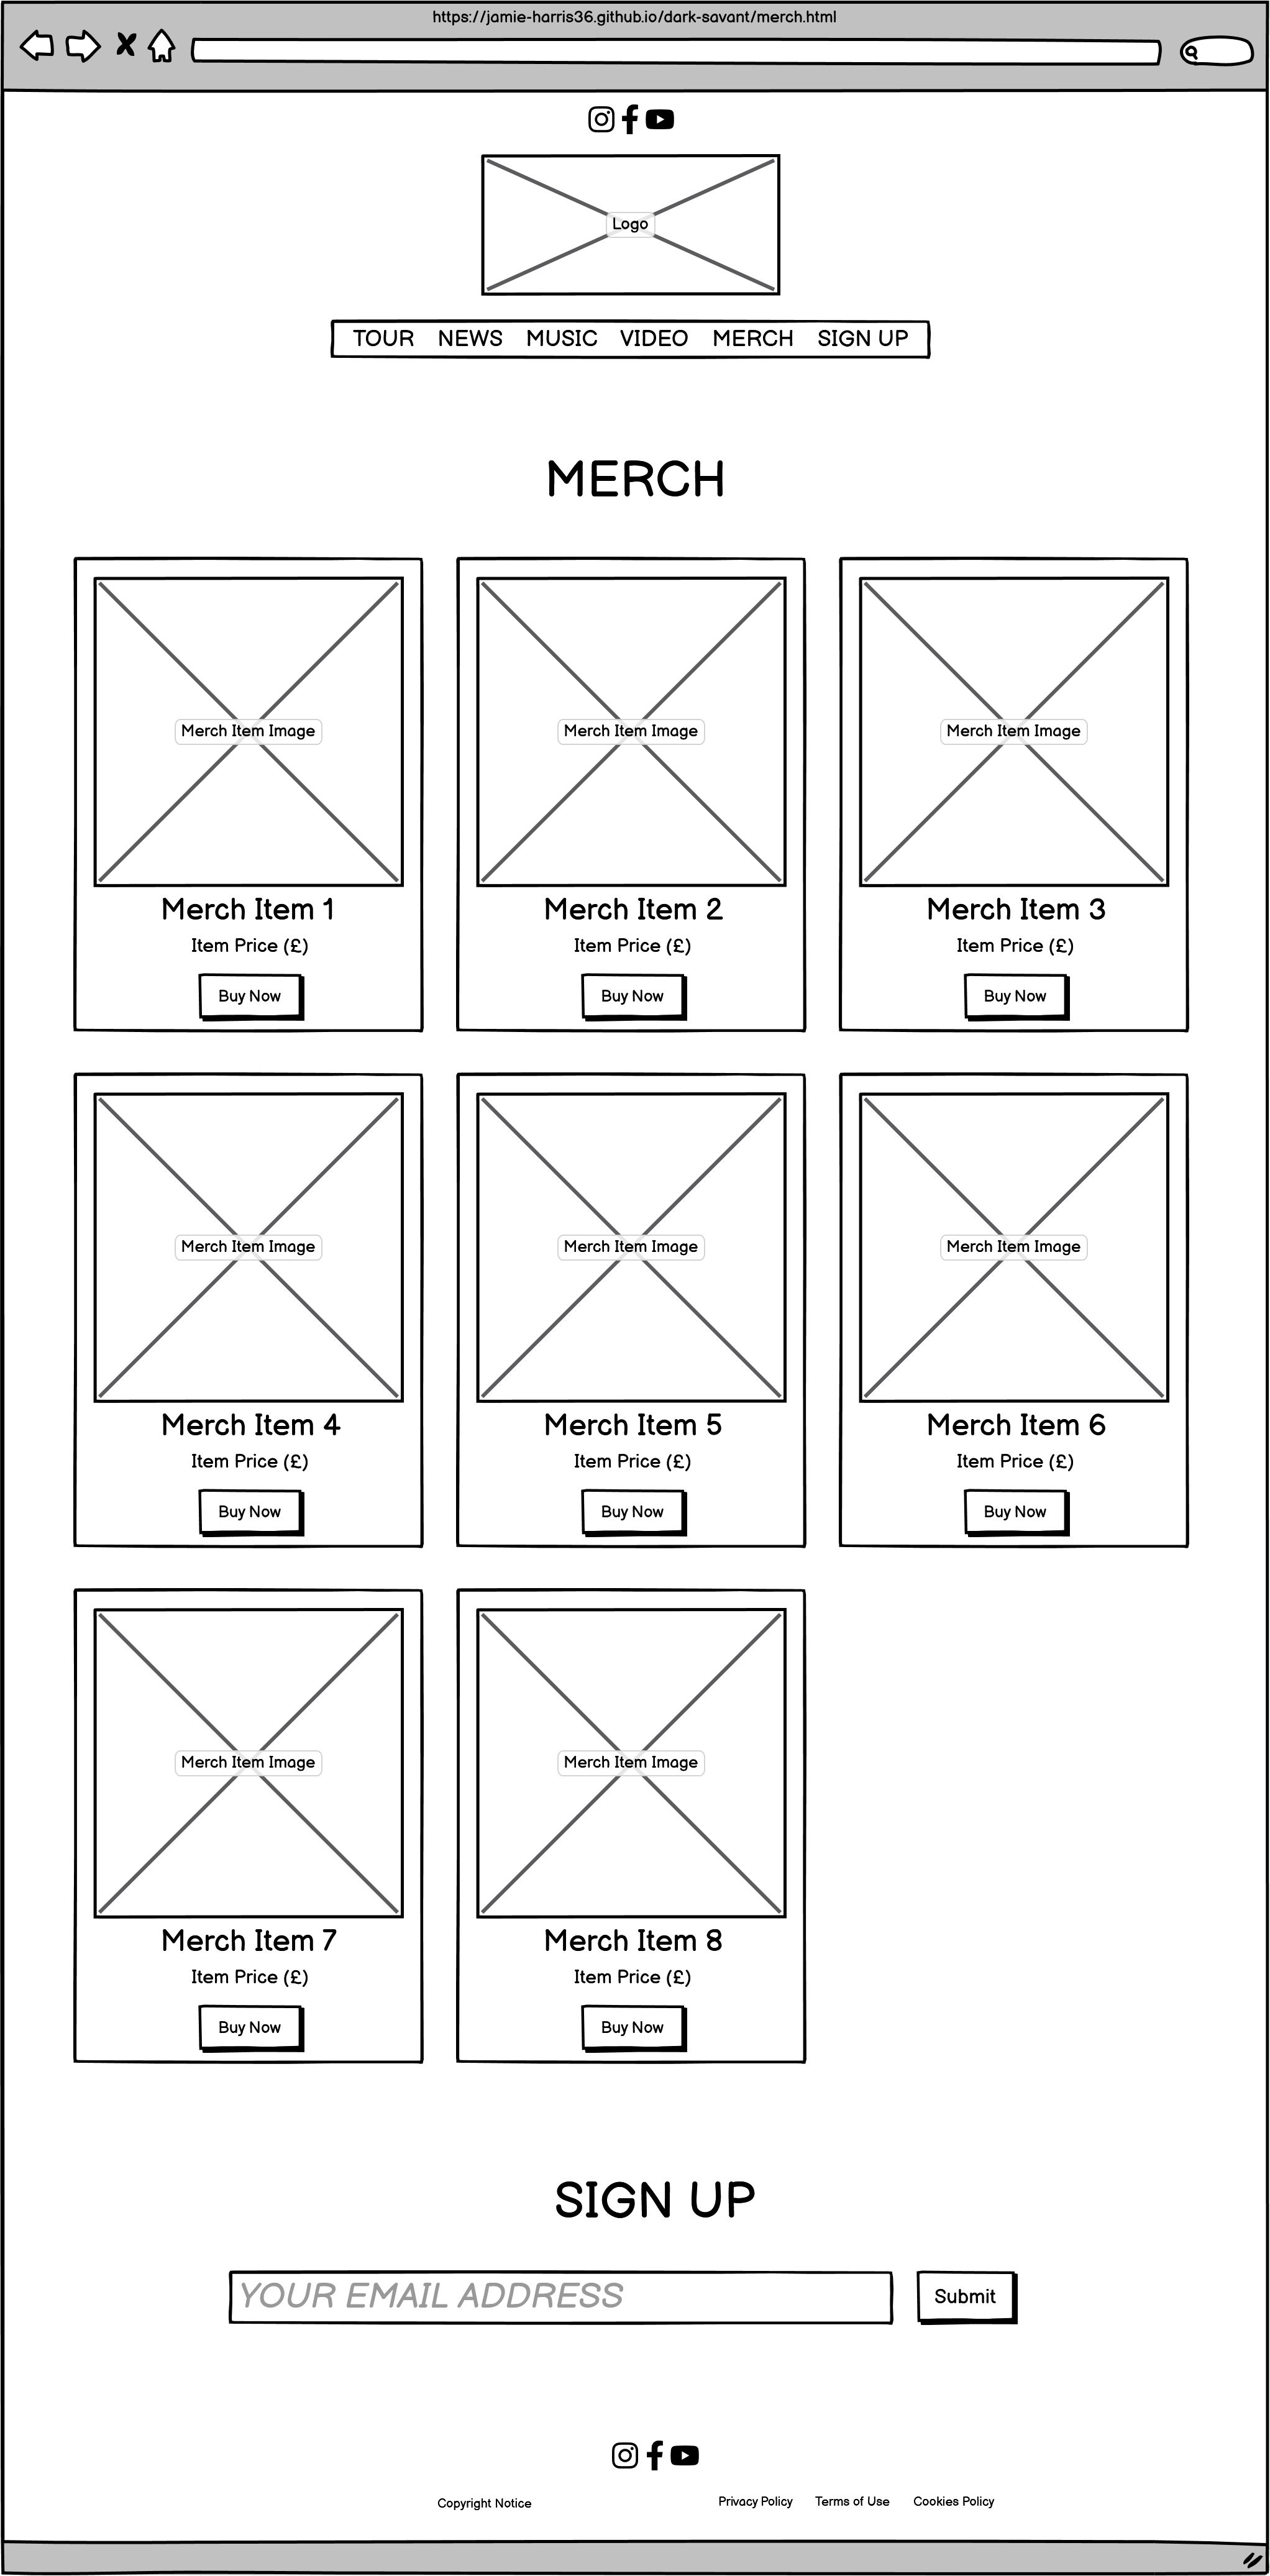 https://jamie-harris36.github.io/dark-savant/merch.html
Logo
TOUR NEWS MUSIC VIDEO MERCH SIGN UP
MERCH
Merch Item Image Merch Item Image Merch Item Image
Merch Item 1 Merch Item 2 Merch Item 3
Item Price (£) Item Price (£) Item Price (£)
Buy Now Buy Now Buy Now
Merch Item Image Merch Item Image Merch Item Image
Merch Item 4 Merch Item 5 Merch Item 6
Item Price (£) Item Price (£) Item Price (£)
Buy Now Buy Now Buy Now
Merch Item Image Merch Item Image
Merch Item 7 Merch Item 8
Item Price (£) Item Price (£)
Buy Now Buy Now
SIGN UP
YOUR EMAIL ADDRESS Submit
Copyright Notice Privacy Policy Terms of Use Cookies Policy